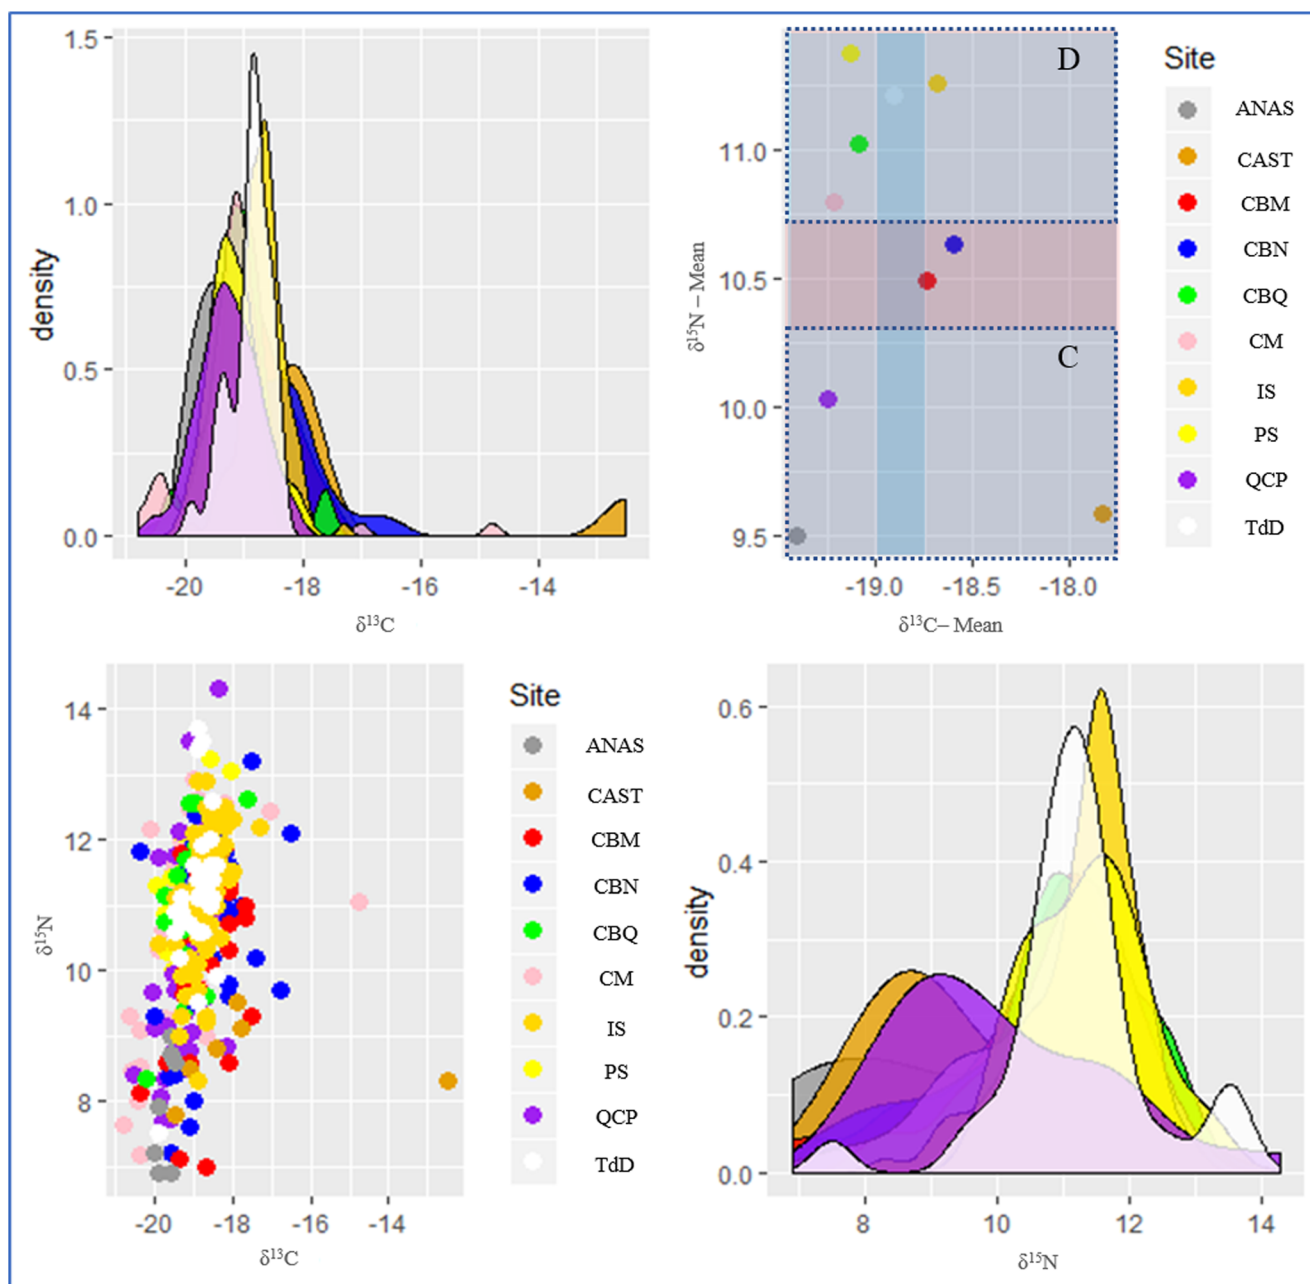 1.5
1.0
0.5
0.0
density
-20
-18
-16
-14
δ¹³C
D
C
11.0
10.5
10.0
9.5
δ¹⁵N – Mean
-19.0
-18.5
-18.0
δ¹³C– Mean
Site
ANAS
CAST
CBM
CBN
CBQ
CM
IS
PS
QCP
TdD
14
12
10
8
δ¹⁵N
-20
-18
-16
-14
δ¹³C
Site
ANAS
CAST
CBM
CBN
CBQ
CM
IS
PS
QCP
TdD
0.6
0.4
0.2
0.0
density
8
10
12
14
δ¹⁵N